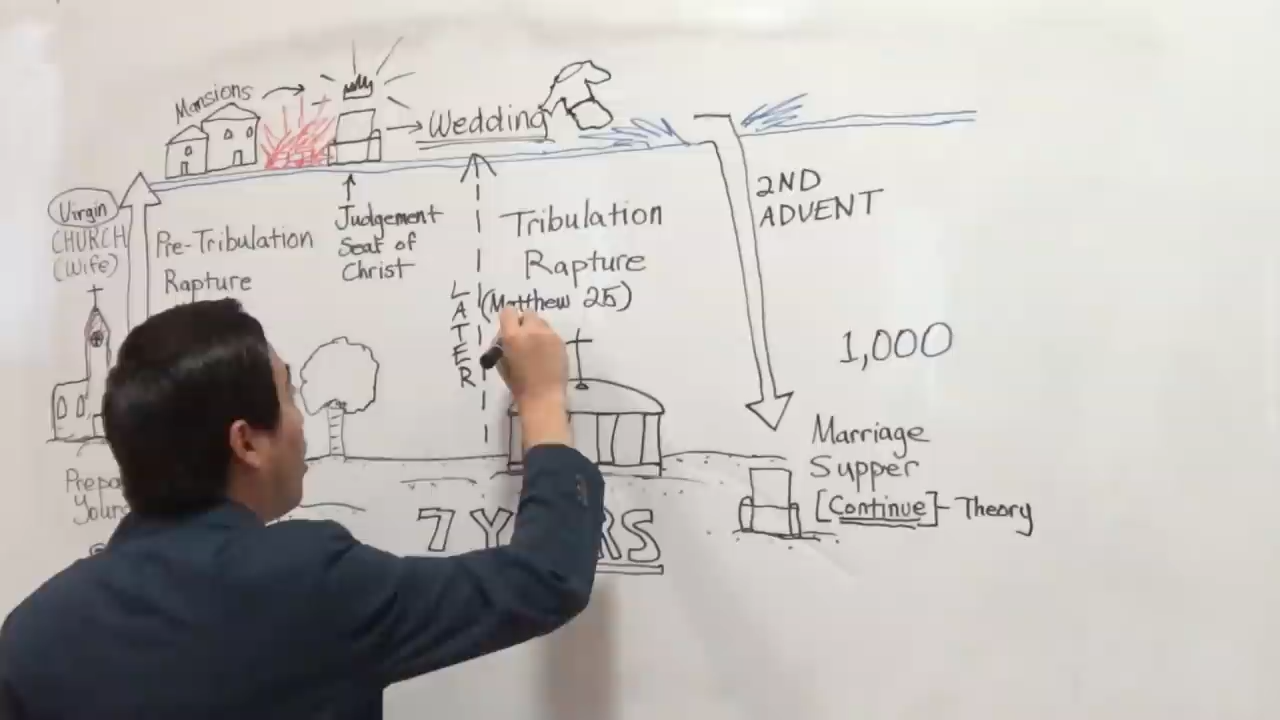 Mansions
Wedding
Virgin
CHURCH
(Wife)
Pre-Tribulation
Rapture
Judgement
Seat of
Christ
LATER
Tribulation
Rapture
(Matthew 25)
2ND
ADVENT
1,000
Marriage
Supper
[Continue]- Theory
7